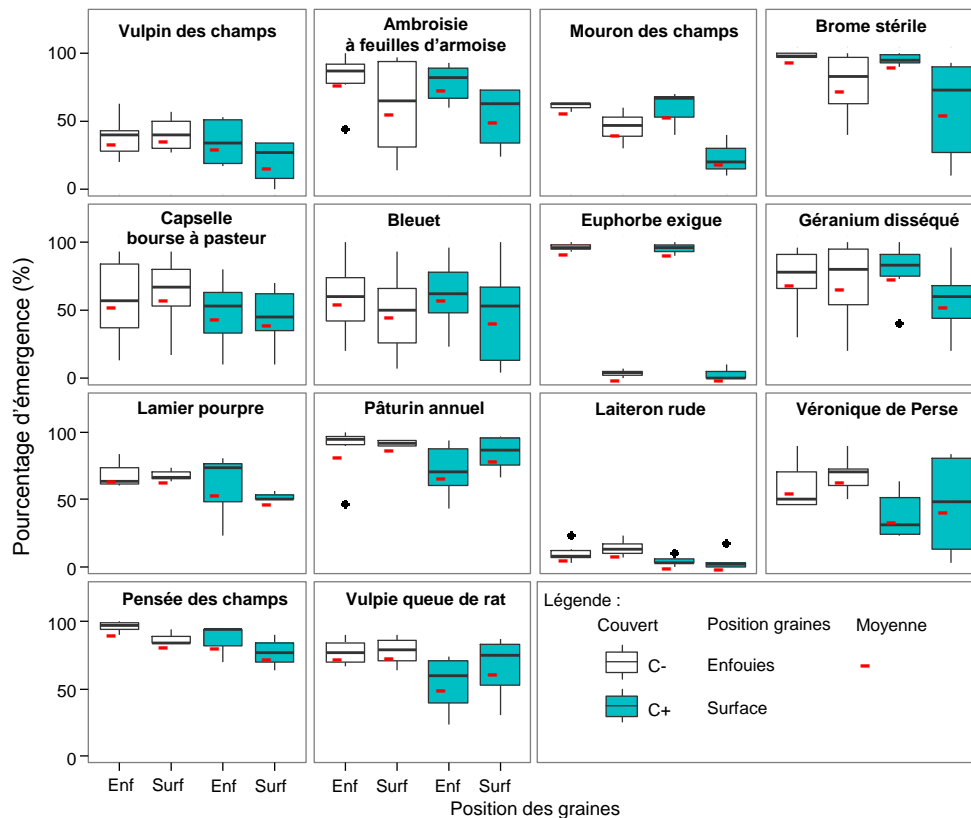 Vulpin des champs
Ambroisie
à feuilles d'armoise
Mouron des champs
Brome stérile
100
50
0
Capselle
bourse à pasteur
Bleuet
Euphorbe exigue
Géranium disséqué
100
50
0
Lamier pourpre
Pâturin annuel
Laiteron rude
Véronique de Perse
100
50
0
Pensée des champs
Vulpie queue de rat
100
50
0
Légende :
Couvert Position graines Moyenne
C- Enfouies
C+ Surface
Enf Surf Enf Surf Enf Surf Enf Surf
Position des graines
Pourcentage d'émergence (%)